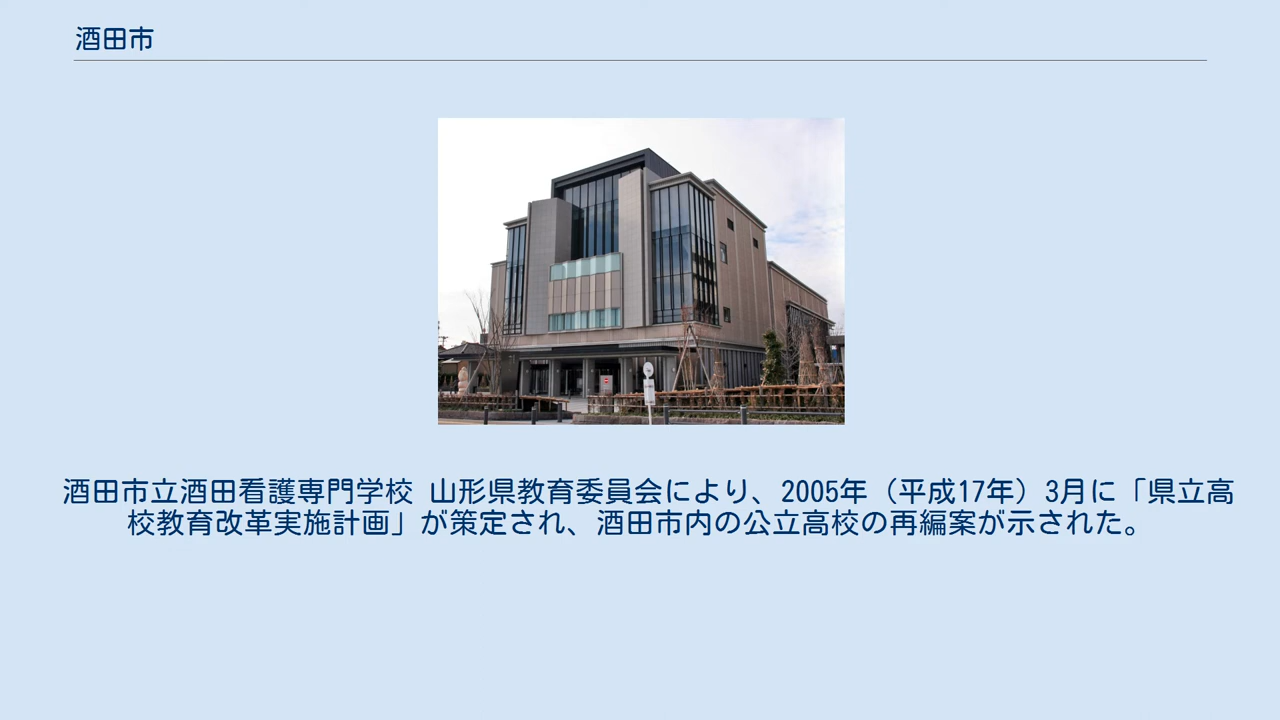 酒田市
酒田市立酒田看護専門学校 山形県教育委員会により、2005年（平成17年）3月に「県立高
校教育改革実施計画」が策定され、酒田市内の公立高校の再編案が示された。